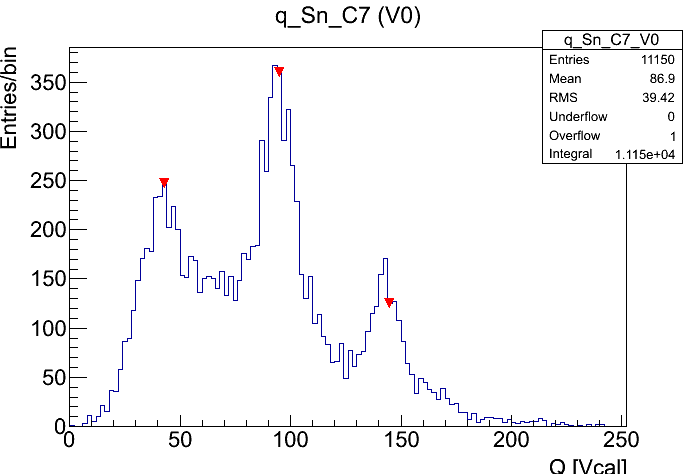 q_Sn_C7 (V0)
q_Sn_C7_V0
Entries 11150
Mean 86.9
RMS 39.42
Underflow 0
Overflow 1
Integral 1.115e+04
Entries/bin
350
300
250
200
150
100
50
0
0 50 100 150 200 250
Q [Vcal]